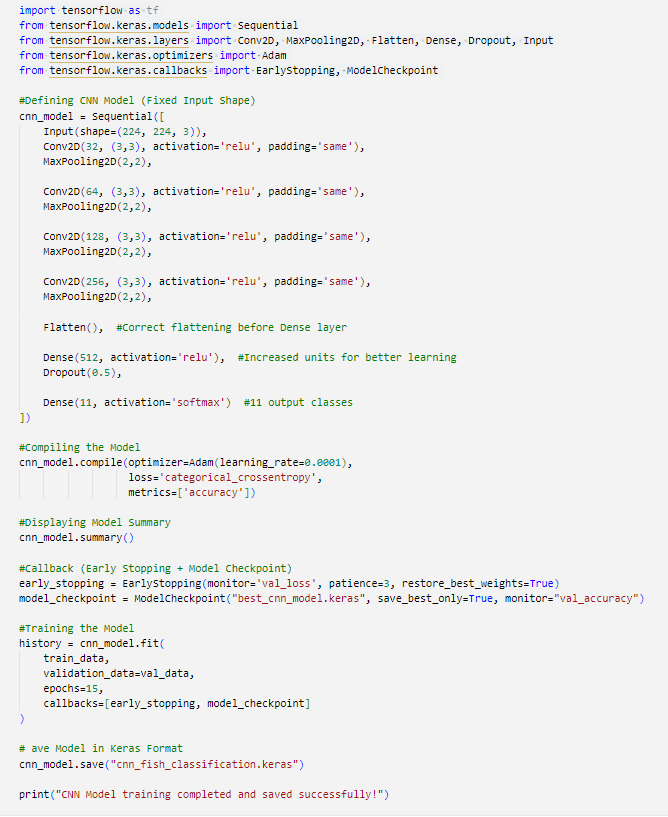 import tensorflow as tf
from tensorflow.keras.models import Sequential
from tensorflow.keras.layers import Conv2D, MaxPooling2D, Flatten, Dense, Dropout, Input
from tensorflow.keras.optimizers import Adam
from tensorflow.keras.callbacks import EarlyStopping, ModelCheckpoint

#Defining CNN Model (Fixed Input Shape)
cnn_model = Sequential([
    Input(shape=(224, 224, 3)),
    Conv2D(32, (3,3), activation='relu', padding='same'),
    MaxPooling2D(2,2),

    Conv2D(64, (3,3), activation='relu', padding='same'),
    MaxPooling2D(2,2),

    Conv2D(128, (3,3), activation='relu', padding='same'),
    MaxPooling2D(2,2),

    Conv2D(256, (3,3), activation='relu', padding='same'),
    MaxPooling2D(2,2),

    Flatten(),  #Correct flattening before Dense layer

    Dense(512, activation='relu'),  #Increased units for better learning
    Dropout(0.5),

    Dense(11, activation='softmax')  #11 output classes
])

#Compiling the Model
cnn_model.compile(optimizer=Adam(learning_rate=0.0001),
                  loss='categorical_crossentropy',
                  metrics=['accuracy'])

#Displaying Model Summary
cnn_model.summary()

#Callback (Early Stopping + Model Checkpoint)
early_stopping = EarlyStopping(monitor='val_loss', patience=3, restore_best_weights=True)
model_checkpoint = ModelCheckpoint("best_cnn_model.keras", save_best_only=True, monitor="val_accuracy")

#Training the Model
history = cnn_model.fit(
    train_data,
    validation_data=val_data,
    epochs=15,
    callbacks=[early_stopping, model_checkpoint]
)

# ave Model in Keras Format
cnn_model.save("cnn_fish_classification.keras")

print("CNN Model training completed and saved successfully!")